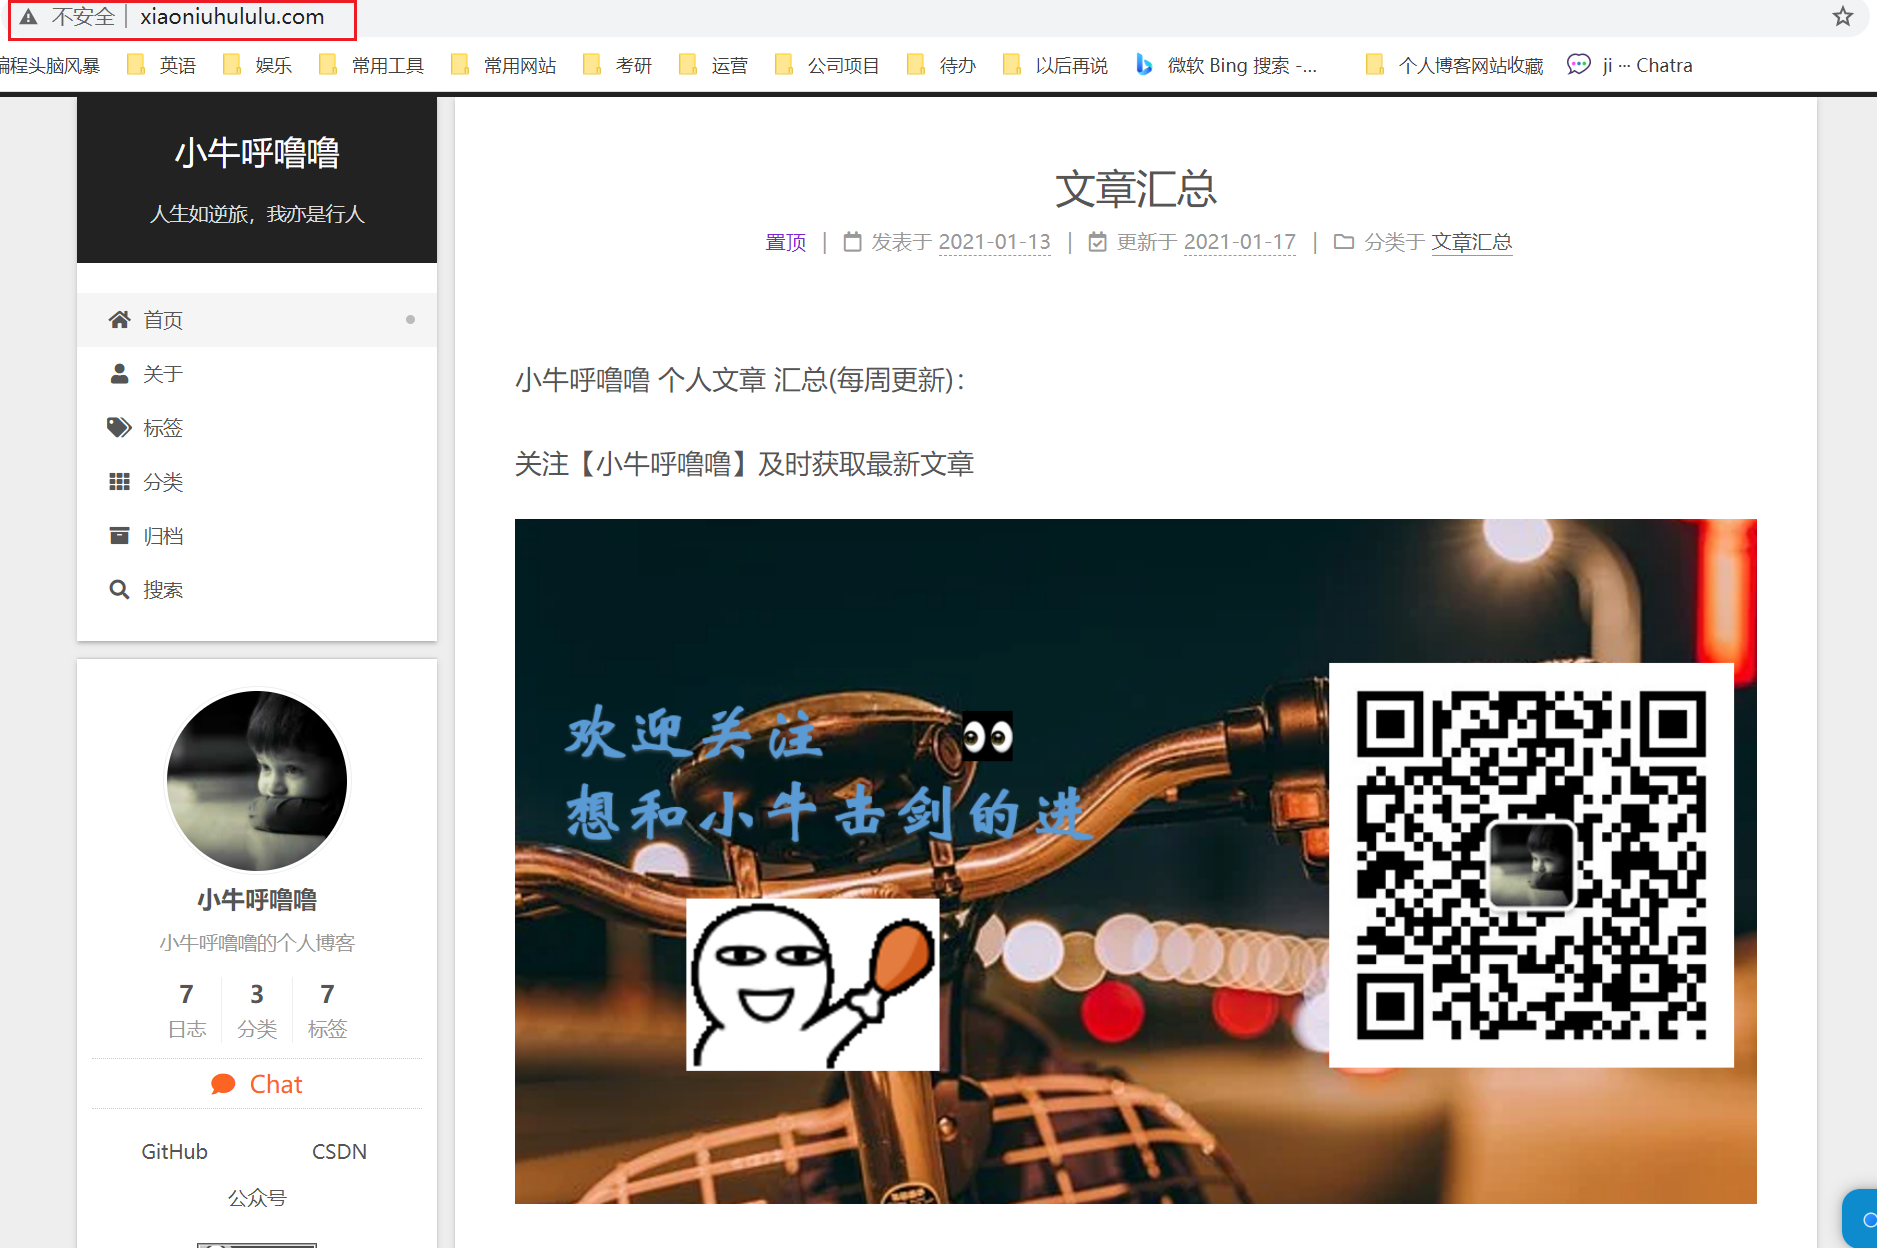 不安全 | xiaoniuhululu.com
编程头脑风暴 英语 娱乐 常用工具 常用网站 考研 运营 公司项目 待办 以后再说 微软 Bing 搜索 -... 个人博客网站收藏 ji ··· Chatra
小牛呼噜噜
人生如逆旅，我亦是行人
首页
关于
标签
分类
归档
搜索
小牛呼噜噜
小牛呼噜噜的个人博客
7 3 7
日志 分类 标签
Chat
GitHub CSDN
公众号
文章汇总
置顶 | 发表于 2021-01-13 | 更新于 2021-01-17 | 分类于 文章汇总
小牛呼噜噜 个人文章 汇总(每周更新)：
关注【小牛呼噜噜】及时获取最新文章
欢迎关注
想和小牛击剑的进